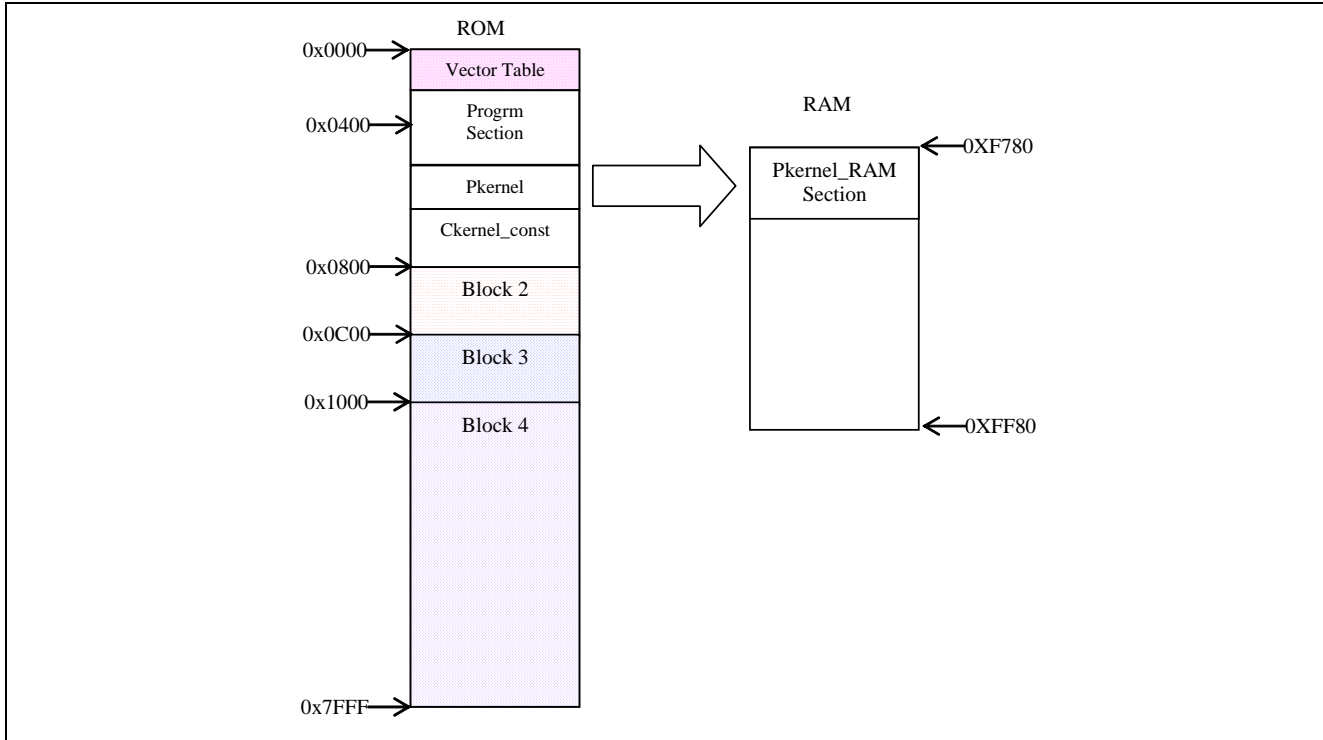 ROM
0x0000
Vector Table
Progrm
Section
0x0400
Pkernel
Ckernel_const
0x0800
Block 2
0x0C00
Block 3
0x1000
Block 4
0x7FFF
RAM
0XF780
Pkernel_RAM
Section
0XFF80